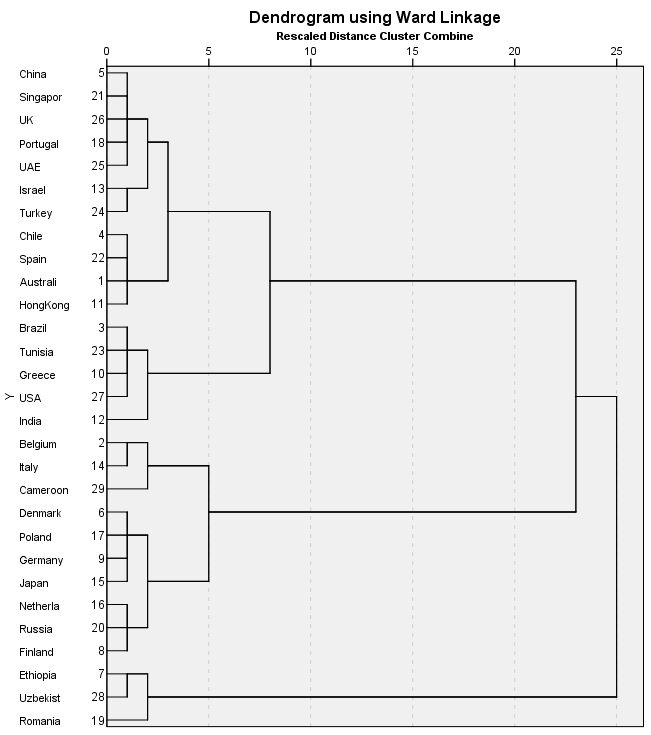 Dendrogram using Ward Linkage
Rescaled Distance Cluster Combine
0 5 10 15 20 25
China 5
Singapor 21
UK 26
Portugal 18
UAE 25
Israel 13
Turkey 24
Chile 4
Spain 22
Australi 1
HongKong 11
Brazil 3
Tunisia 23
Greece 10
Y
USA 27
India 12
Belgium 2
Italy 14
Cameroon 29
Denmark 6
Poland 17
Germany 9
Japan 15
Netherla 16
Russia 20
Finland 8
Ethiopia 7
Uzbekist 28
Romania 19